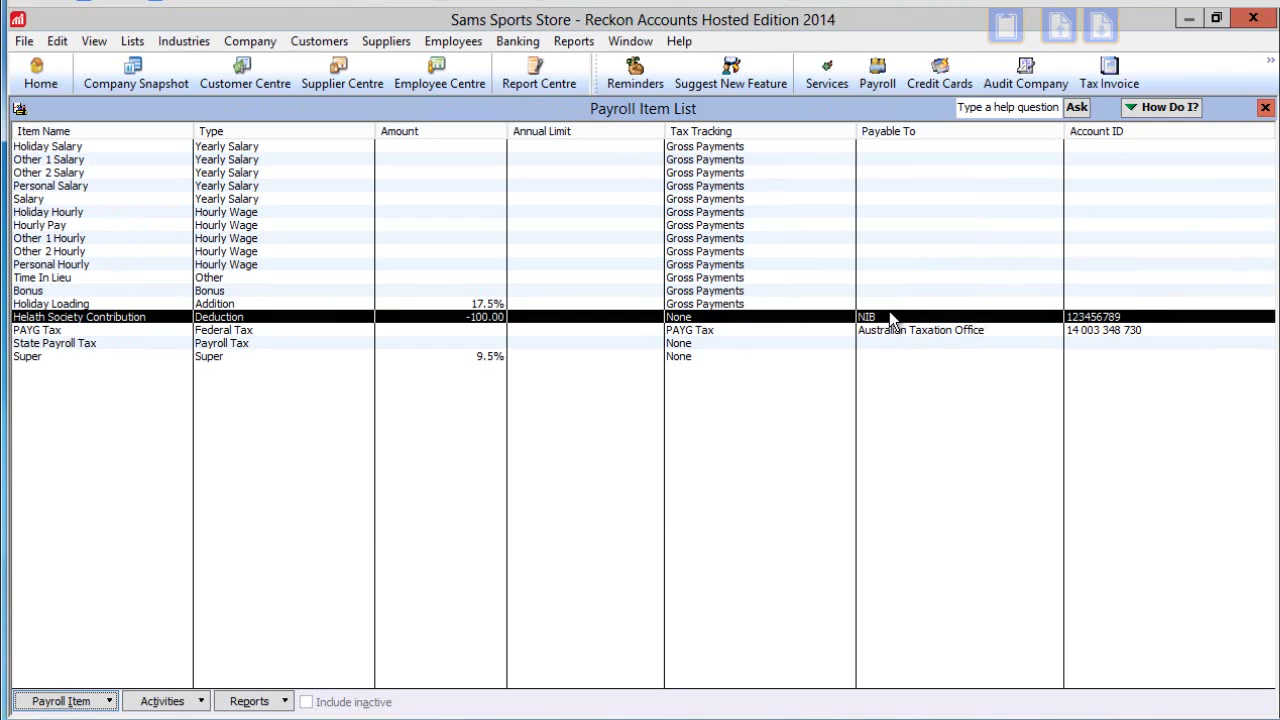 Sams Sports Store - Reckon Accounts Hosted Edition 2014
File Edit View Lists Industries Company Customers Suppliers Employees Banking Reports Window Help
Home Company Snapshot Customer Centre Supplier Centre Employee Centre Report Centre Reminders Suggest New Feature Services Payroll Credit Cards Audit Company Tax Invoice
Payroll Item List Type a help question Ask How Do I?
Item Name Type Amount Annual Limit Tax Tracking Payable To Account ID
Holiday Salary Yearly Salary Gross Payments
Other 1 Salary Yearly Salary Gross Payments
Other 2 Salary Yearly Salary Gross Payments
Personal Salary Yearly Salary Gross Payments
Salary Yearly Salary Gross Payments
Holiday Hourly Hourly Wage Gross Payments
Hourly Pay Hourly Wage Gross Payments
Other 1 Hourly Hourly Wage Gross Payments
Other 2 Hourly Hourly Wage Gross Payments
Personal Hourly Hourly Wage Gross Payments
Time In Lieu Other Gross Payments
Bonus Bonus Gross Payments
Holiday Loading Addition 17.5% Gross Payments
Helath Society Contribution Deduction -100.00 None NIB 123456789
PAYG Tax Federal Tax PAYG Tax Australian Taxation Office 14 003 348 730
State Payroll Tax Payroll Tax None
Super Super 9.5% None
Payroll Item Activities Reports Include inactive